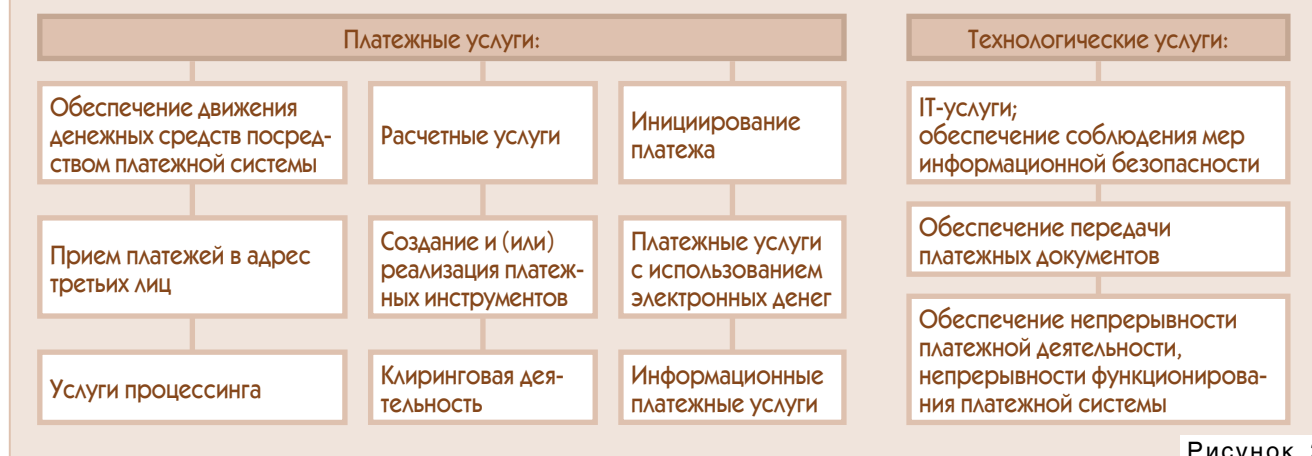 Платежные услуги:
Обеспечение движения
денежных средств посред-
ством платежной системы
Прием платежей в адрес
третьих лиц
Услуги процессинга
Расчетные услуги
Создание и (или)
реализация платеж-
ных инструментов
Клиринговая дея-
тельность
Инициирование
платежа
Платежные услуги
с использованием
электронных денег
Информационные
платежные услуги
Технологические услуги:
IT-услуги;
обеспечение соблюдения мер
информационной безопасности
Обеспечение передачи
платежных документов
Обеспечение непрерывности
платежной деятельности,
непрерывности функционирова-
ния платежной системы
Рисунок